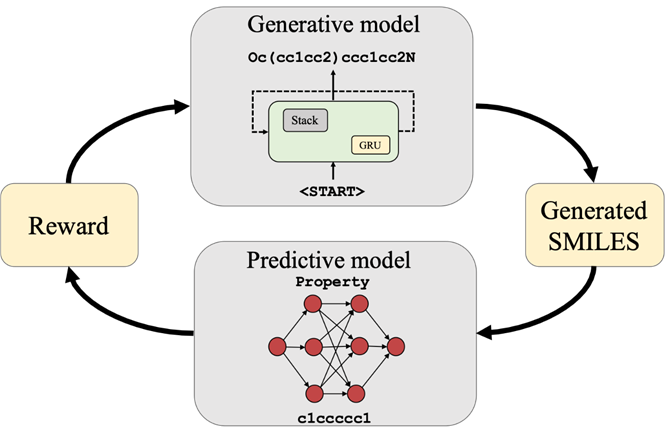 Generative model
Oc(cc1cc2)ccc1cc2N
Stack
GRU
<START>
Reward
Generated
SMILES
Predictive model
Property
c1ccccc1